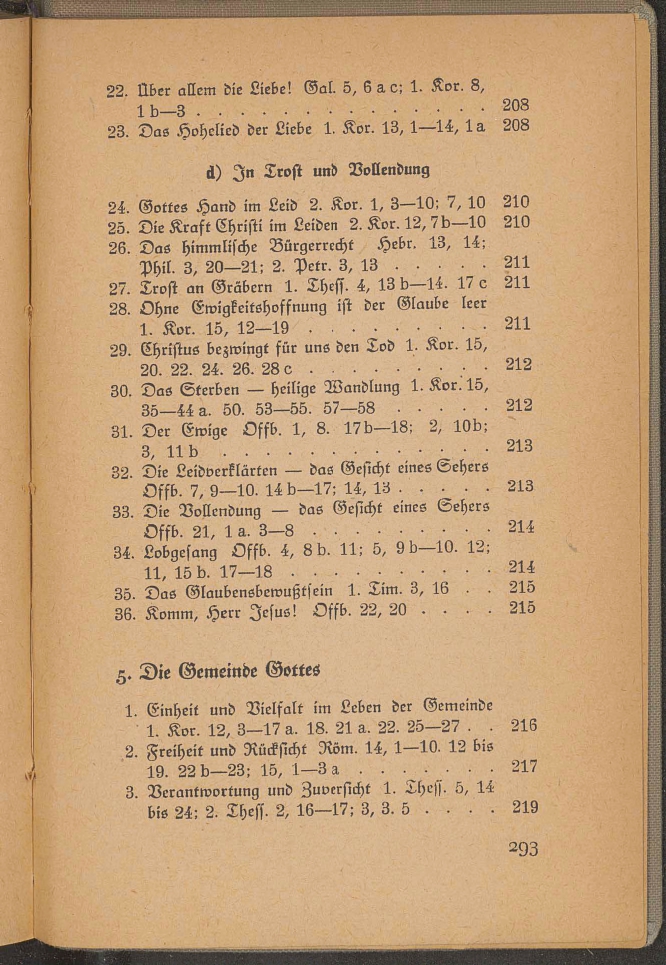 22. Über allem die Liebe! Gal. 5, 6 a c; 1. Kor. 8,
1 b—3 . . . . . . . . . . . . . . . 208
23. Das Hohelied der Liebe 1. Kor. 13, 1—14, 1 a 208
d) In Trost und Vollendung
24. Gottes Hand im Leid 2. Kor. 1, 3—10; 7, 10 210
25. Die Kraft Christi im Leiden 2. Kor. 12, 7 b—10 210
26. Das himmlische Bürgerrecht Hebr. 13, 14;
Phil. 3, 20—21; 2. Petr. 3, 13 . . . . . 211
27. Trost an Gräbern 1. Thess. 4, 13 b—14. 17 c 211
28. Ohne Ewigkeitshoffnung ist der Glaube leer
1. Kor. 15, 12—19 . . . . . . . . . 211
29. Christus bezwingt für uns den Tod 1. Kor. 15,
20. 22. 24. 26. 28 c . . . . . . . . . 212
30. Das Sterben — heilige Wandlung 1. Kor. 15,
35—44 a. 50. 53—55. 57—58 . . . . . 212
31. Der Ewige Offb. 1, 8. 17 b—18; 2, 10 b;
3, 11 b . . . . . . . . . . . . . 213
32. Die Leidverklärten — das Gesicht eines Sehers
Offb. 7, 9—10. 14 b—17; 14, 13 . . . . . 213
33. Die Vollendung — das Gesicht eines Sehers
Offb. 21, 1 a. 3—8 . . . . . . . . . 214
34. Lobgesang Offb. 4, 8 b. 11; 5, 9 b—10. 12;
11, 15 b. 17—18 . . . . . . . . . . 214
35. Das Glaubensbewußtsein 1. Tim. 3, 16 . . 215
36. Komm, Herr Jesus! Offb. 22, 20 . . . . 215
5. Die Gemeinde Gottes
1. Einheit und Vielfalt im Leben der Gemeinde
1. Kor. 12, 3—17 a. 18. 21 a. 22. 25—27 . . 216
2. Freiheit und Rücksicht Röm. 14, 1—10. 12 bis
19. 22 b—23; 15, 1—3 a . . . . . . . 217
3. Verantwortung und Zuversicht 1. Thess. 5, 14
bis 24; 2. Thess. 2, 16—17; 3, 3. 5 . . . . 219
293